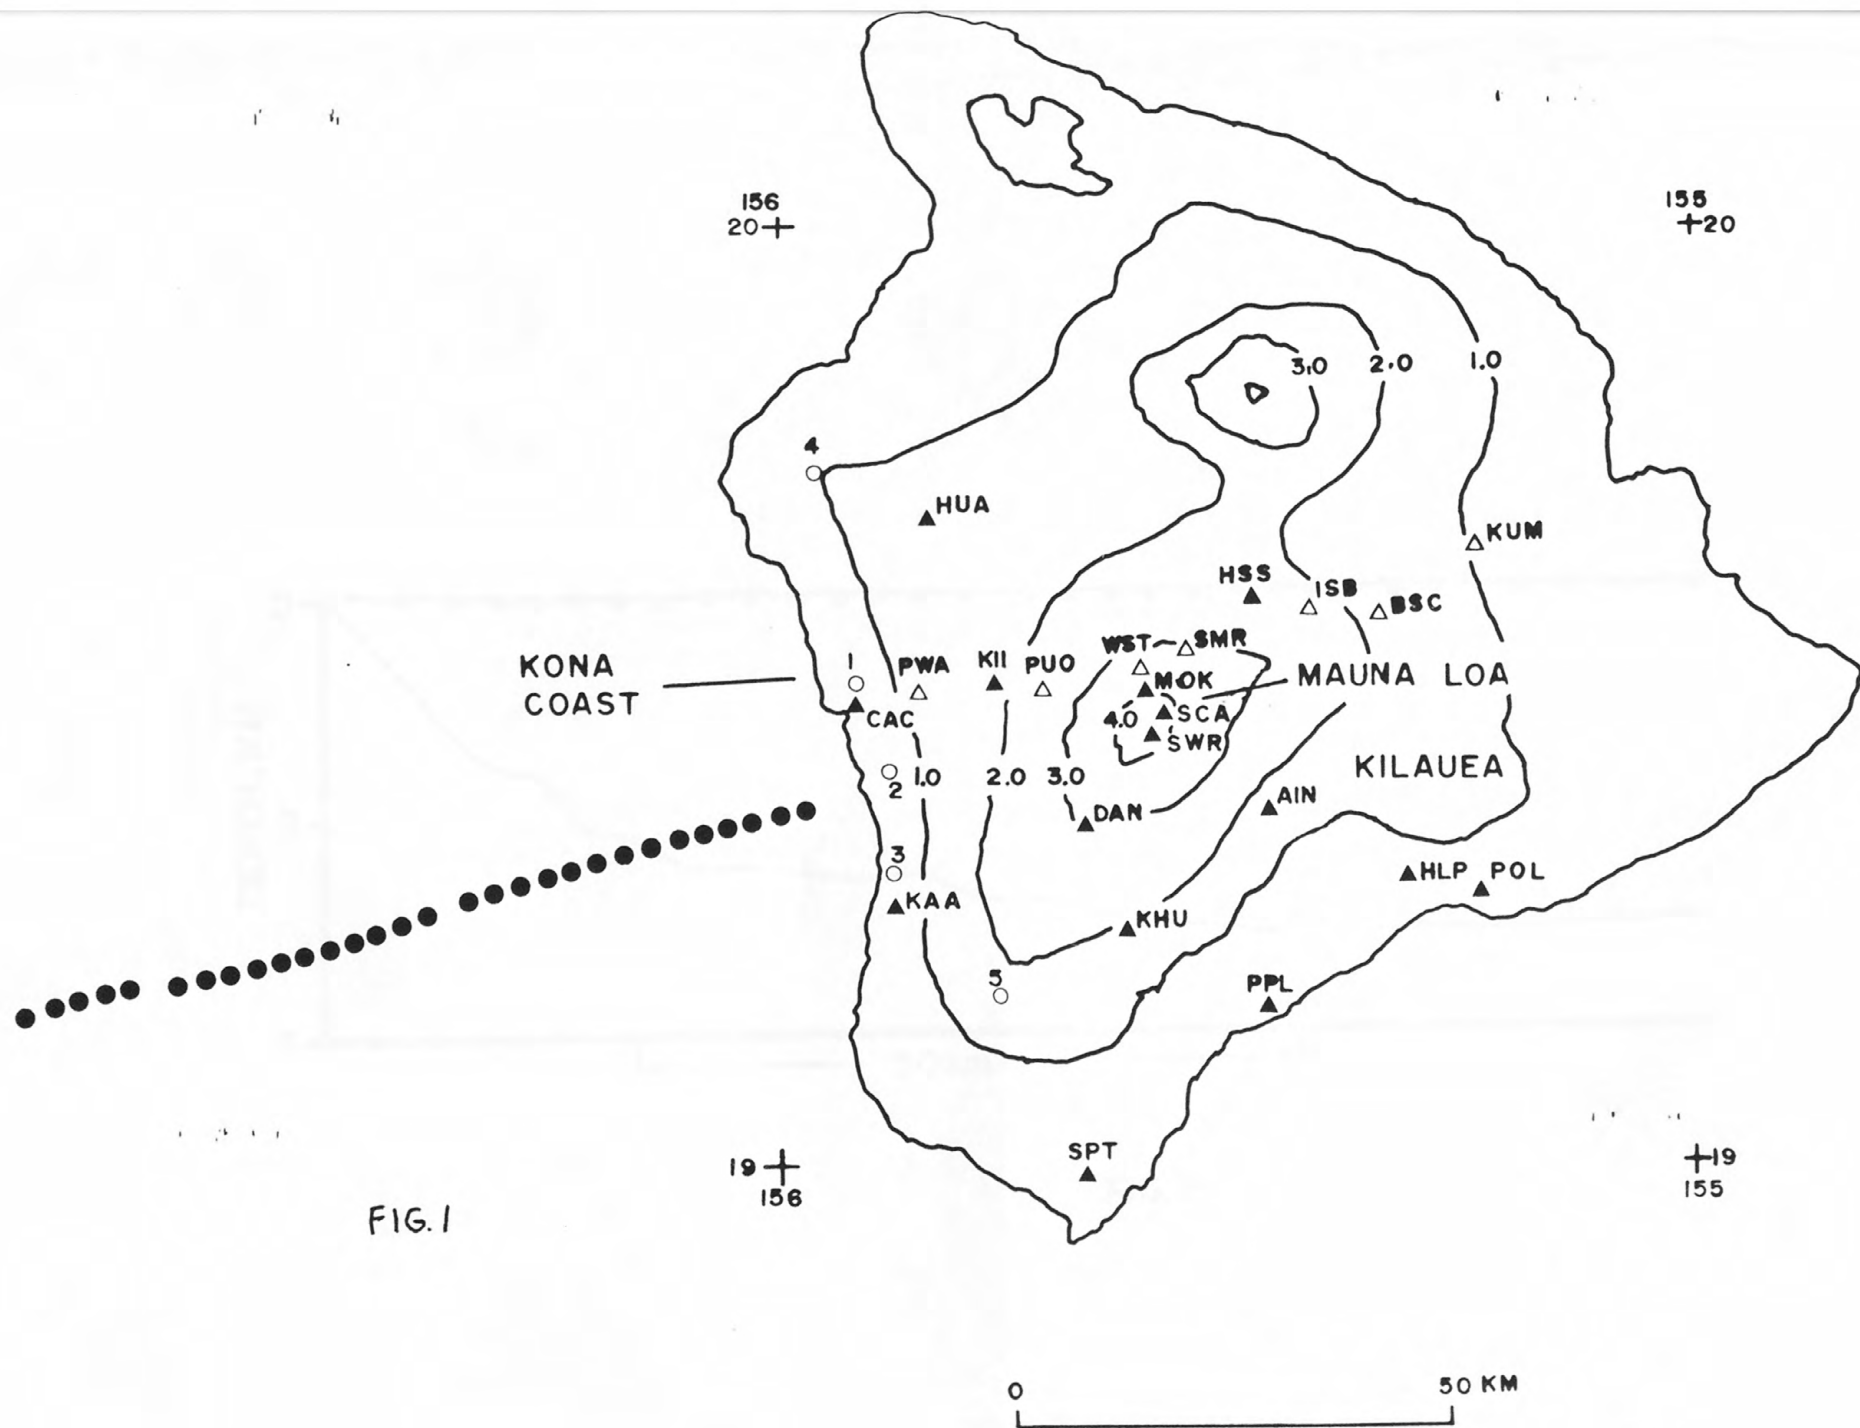 156
20
155
20
3.0
2.0
1.0
4
HUA
KUM
HSS
ISB
BSC
WST
SMR
KONA
COAST
1
PWA
KII
PUO
MOK
MAUNA LOA
CAC
4.0
SCA
SWR
2
1.0
2.0
3.0
KILAUEA
DAN
AIN
3
KAA
KHU
HLP
POL
5
PPL
SPT
19
156
19
155
FIG. 1
0
50 KM